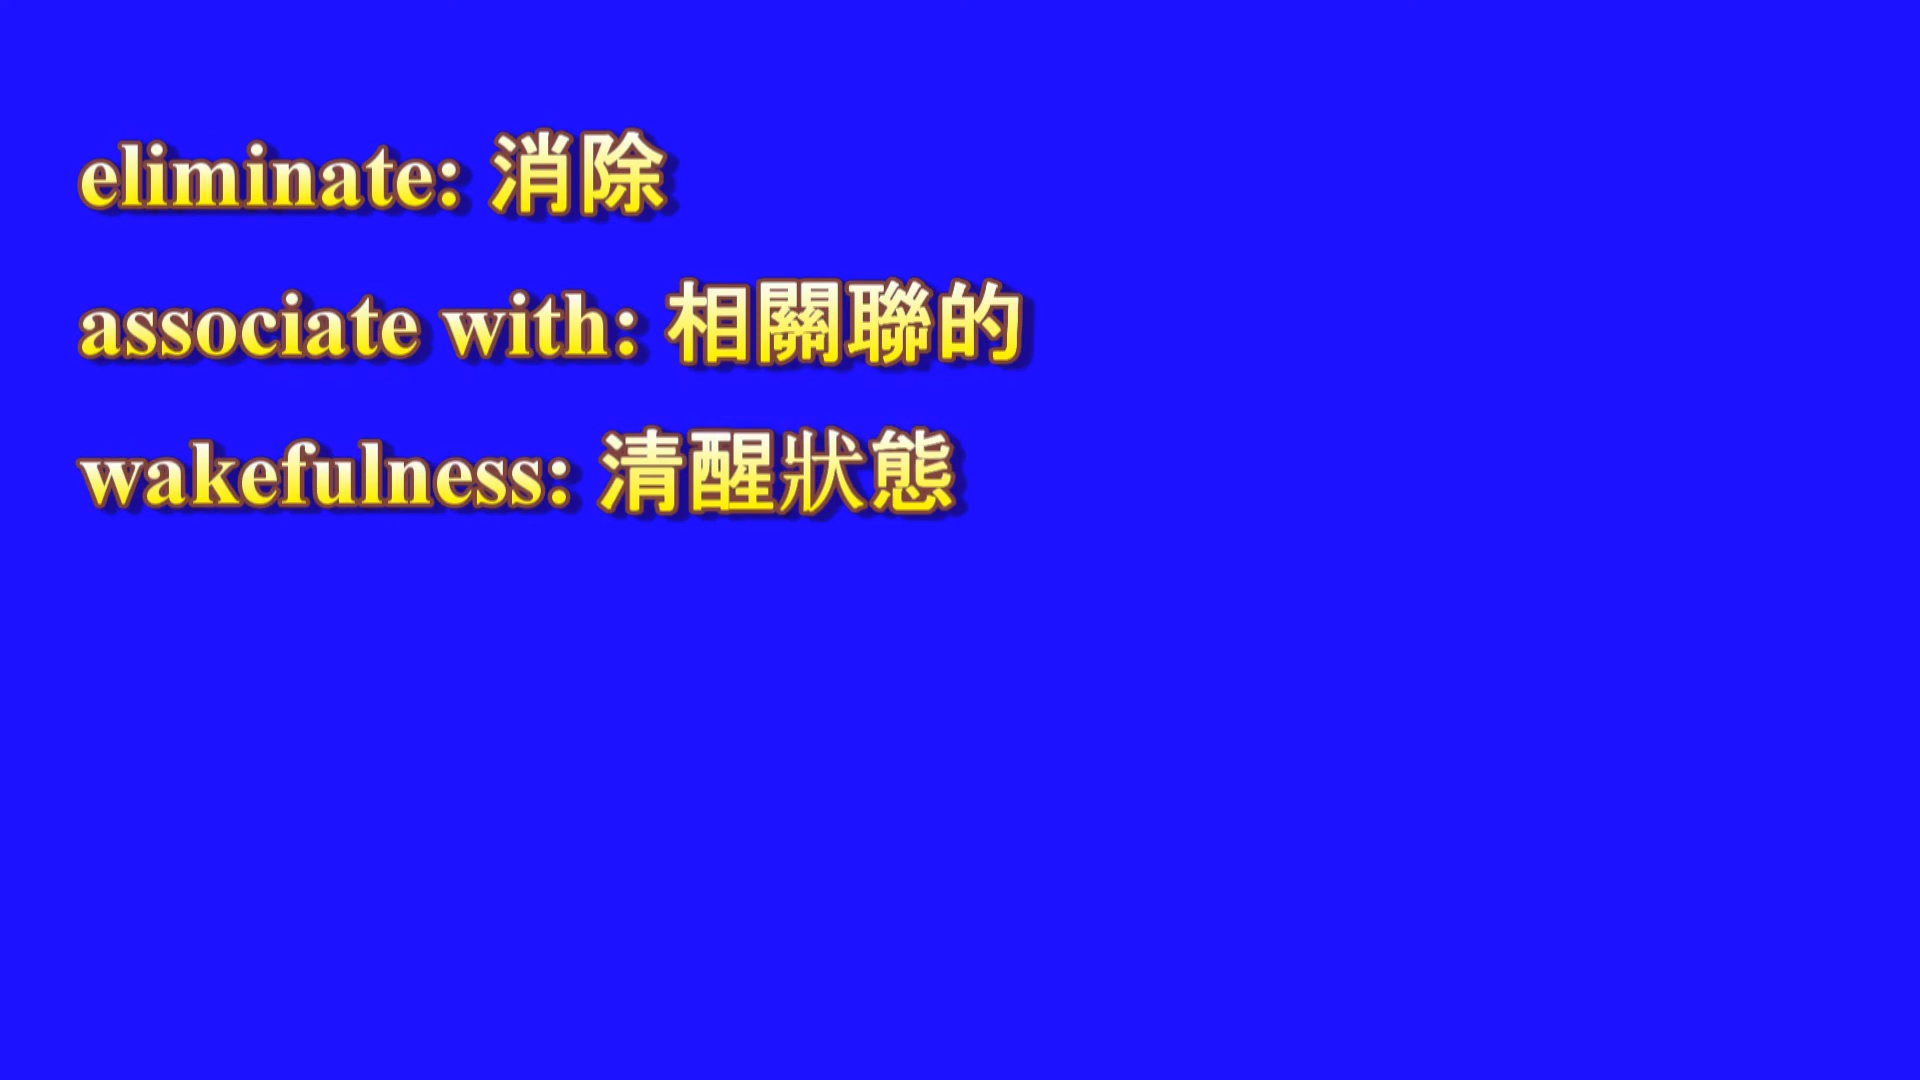 eliminate: 消除
associate with: 相關聯的
wakefulness: 清醒狀態